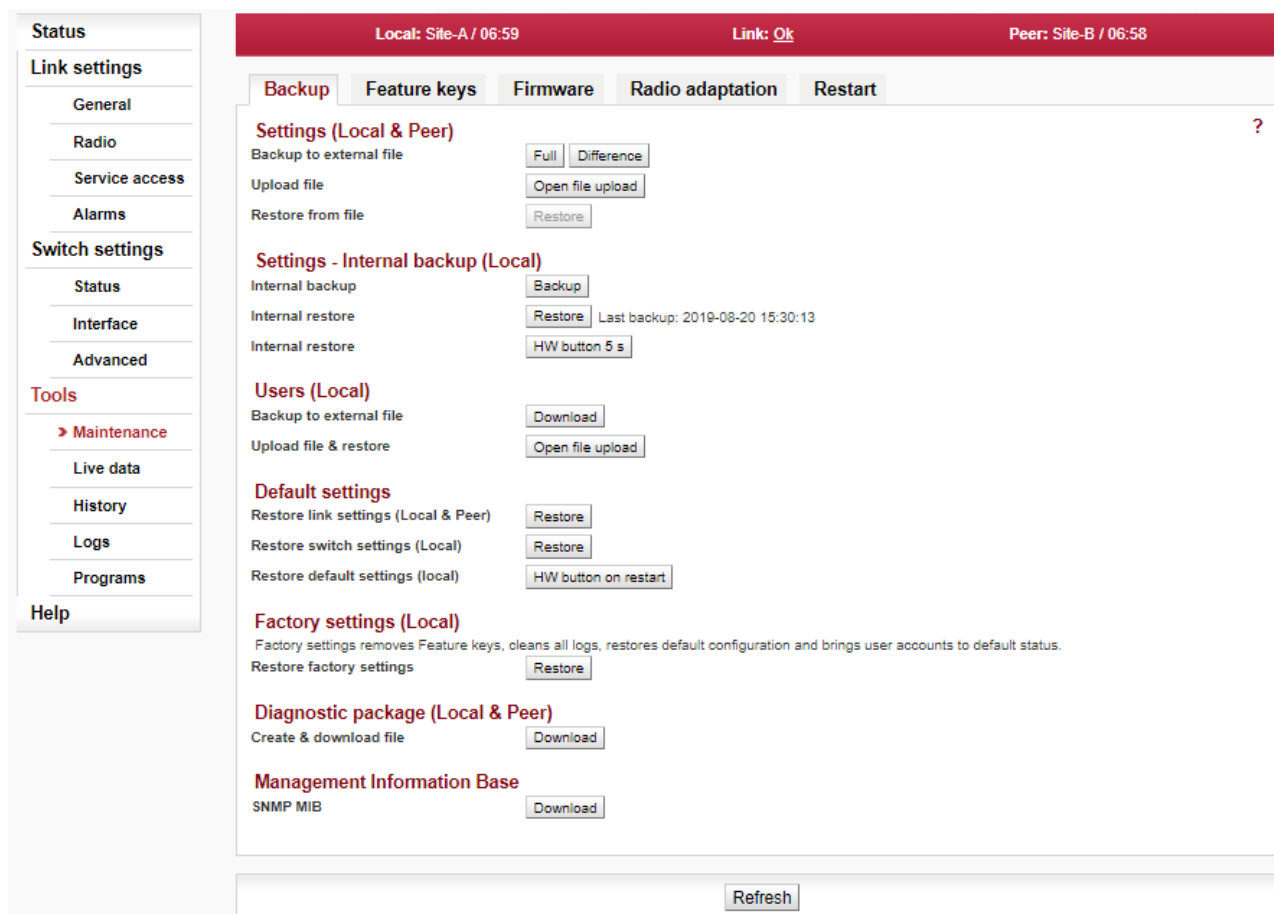 Status
Link settings
General
Radio
Service access
Alarms
Switch settings
Status
Interface
Advanced
Tools
Maintenance
Live data
History
Logs
Programs
Help
Local: Site-A / 06:59 Link: Ok Peer: Site-B / 06:58
Backup Feature keys Firmware Radio adaptation Restart
Settings (Local & Peer) ?
Backup to external file Full Difference
Upload file Open file upload
Restore from file Restore
Settings - Internal backup (Local)
Internal backup Backup
Internal restore Restore Last backup: 2019-08-20 15:30:13
Internal restore HW button 5 s
Users (Local)
Backup to external file Download
Upload file & restore Open file upload
Default settings
Restore link settings (Local & Peer) Restore
Restore switch settings (Local) Restore
Restore default settings (local) HW button on restart
Factory settings (Local)
Factory settings removes Feature keys, cleans all logs, restores default configuration and brings user accounts to default status.
Restore factory settings Restore
Diagnostic package (Local & Peer)
Create & download file Download
Management Information Base
SNMP MIB Download
Refresh